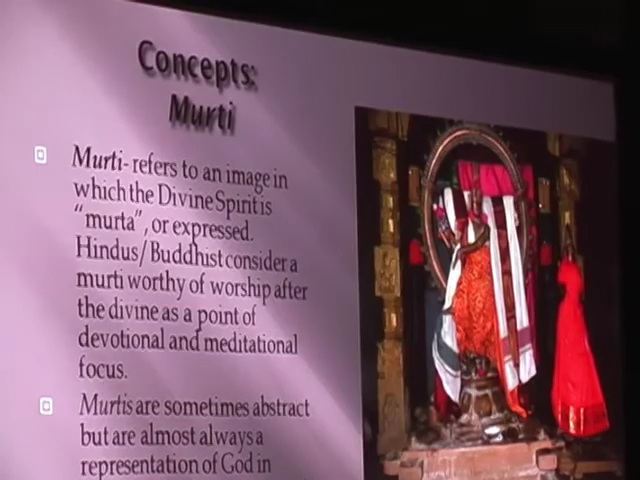 Concepts:
Murti
Murti- refers to an image in
which the Divine Spirit is
"murta", or expressed.
Hindus/Buddhist consider a
murti worthy of worship after
the divine as a point of
devotional and meditational
focus.
Murtis are sometimes abstract
but are almost always a
representation of God in